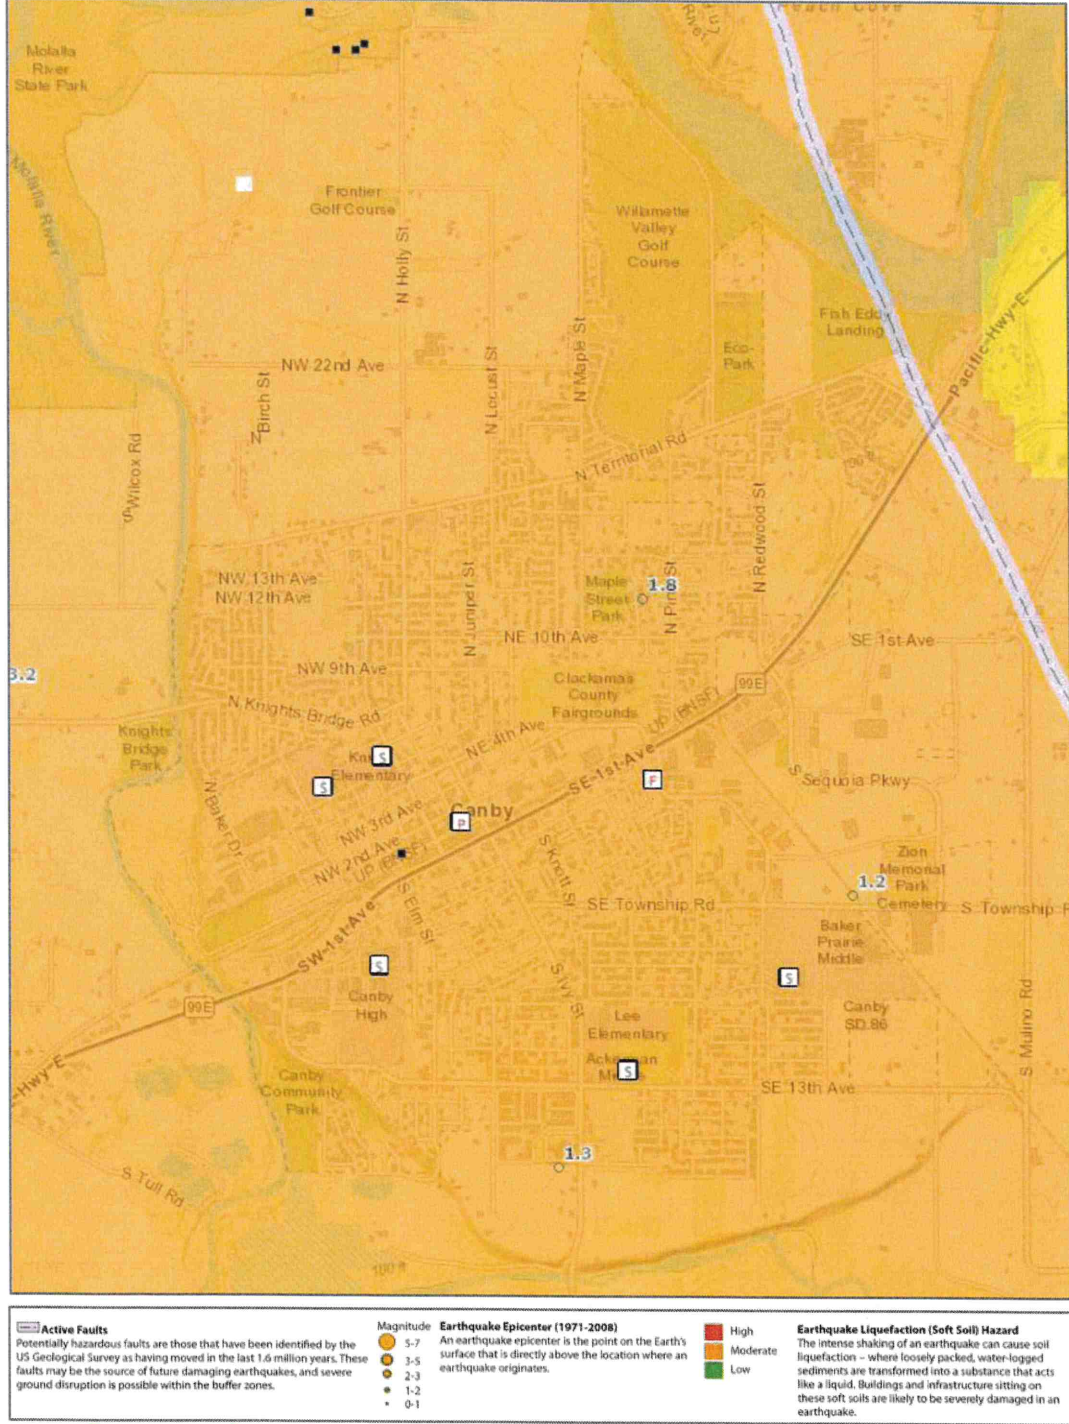 Molalla
River
State Park
Molalla River
River
Peach Cove
Frontier
Golf Course
N Holly St
Willamette
Valley
Golf
Course
Fish Eddy
Landing
Pacific-Hwy-E
Eco-
Park
N Maple St
N Locust St
NW 22nd Ave
N Birch St
S Wilcox Rd
N Territorial Rd
100 ft
N Redwood St
NW 13th Ave
NW 12th Ave
N Juniper St
Maple
Street
Park
1.8
N Pine St
NE 10th Ave
SE 1st Ave
3.2
NW 9th Ave
Clackamas
County
Fairgrounds
99E
N Knights Bridge Rd
UP (BNSF)
Knights
Bridge
Park
NE 4th Ave
S
Elementary
S
SE-1st-Ave
F
S Sequoia Pkwy
N Baker Dr
NW 3rd Ave
Canby
P
NW 2nd Ave
UP (BNSF)
S Knott St
Zion
Memorial
Park
Cemetery
1.2
S Elm St
SE Township Rd
S Township R
SW-1st-Ave
Baker
Prairie
Middle
S
S
S Ivy St
Canby
High
99E
Canby
SD 86
Lee
Elementary
S Mulino Rd
S
-Hwy-E
Canby
Community
Park
SE 13th Ave
1.3
S Tull Rd
100 ft
Active Faults
Potentially hazardous faults are those that have been identified by the
US Geological Survey as having moved in the last 1.6 million years. These
faults may be the source of future damaging earthquakes, and severe
ground disruption is possible within the buffer zones.
Magnitude
5-7
3-5
2-3
1-2
0-1
Earthquake Epicenter (1971-2008)
An earthquake epicenter is the point on the Earth's
surface that is directly above the location where an
earthquake originates.
High
Moderate
Low
Earthquake Liquefaction (Soft Soil) Hazard
The intense shaking of an earthquake can cause soil
liquefaction – where loosely packed, water-logged
sediments are transformed into a substance that acts
like a liquid. Buildings and infrastructure sitting on
these soft soils are likely to be severely damaged in an
earthquake.